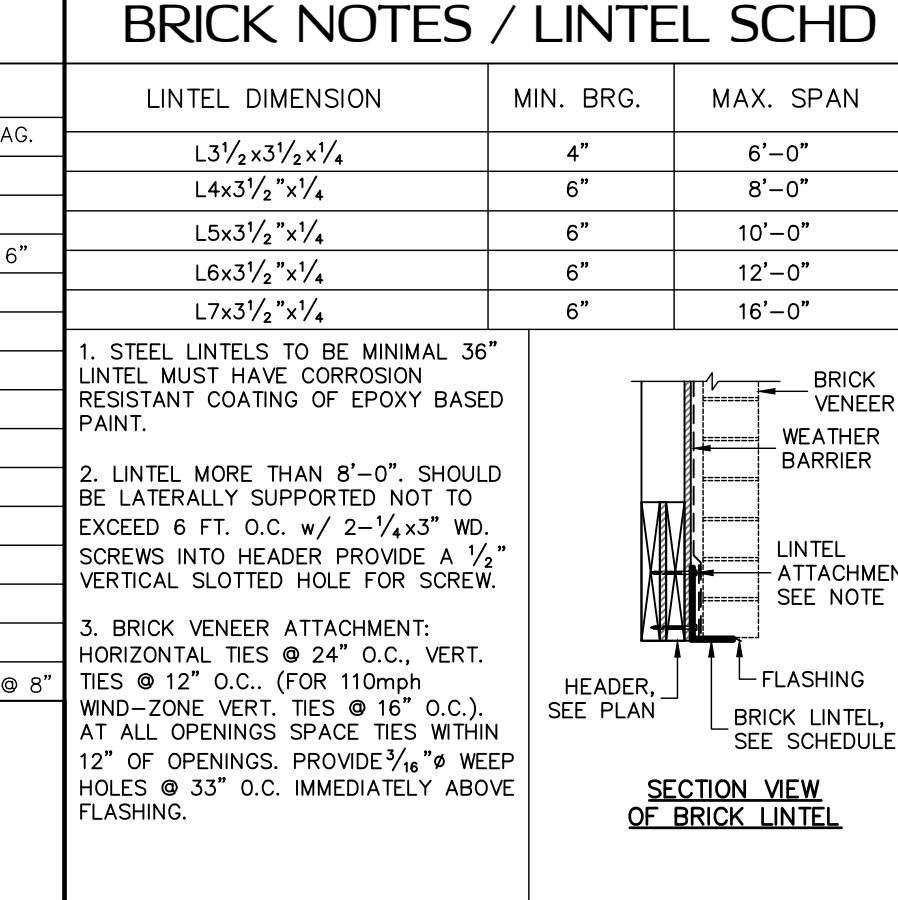 BRICK NOTES / LINTEL SCHD
LINTEL DIMENSION MIN. BRG. MAX. SPAN
L3½x3½x¼ 4" 6'-0"
L4x3½"x¼ 6" 8'-0"
L5x3½"x¼ 6" 10'-0"
L6x3½"x¼ 6" 12'-0"
L7x3½"x¼ 6" 16'-0"
AG.
6"
@ 8"
1. STEEL LINTELS TO BE MINIMAL 36"
LINTEL MUST HAVE CORROSION
RESISTANT COATING OF EPOXY BASED
PAINT.
2. LINTEL MORE THAN 8'-0". SHOULD
BE LATERALLY SUPPORTED NOT TO
EXCEED 6 FT. O.C. w/ 2-¼x3" WD.
SCREWS INTO HEADER PROVIDE A ½"
VERTICAL SLOTTED HOLE FOR SCREW.
3. BRICK VENEER ATTACHMENT:
HORIZONTAL TIES @ 24" O.C., VERT.
TIES @ 12" O.C.. (FOR 110mph
WIND-ZONE VERT. TIES @ 16" O.C.).
AT ALL OPENINGS SPACE TIES WITHIN
12" OF OPENINGS. PROVIDE 3/16"ø WEEP
HOLES @ 33" O.C. IMMEDIATELY ABOVE
FLASHING.
BRICK
VENEER
WEATHER
BARRIER
LINTEL
ATTACHMEN
SEE NOTE
FLASHING
HEADER,
SEE PLAN
BRICK LINTEL,
SEE SCHEDULE
SECTION VIEW
OF BRICK LINTEL